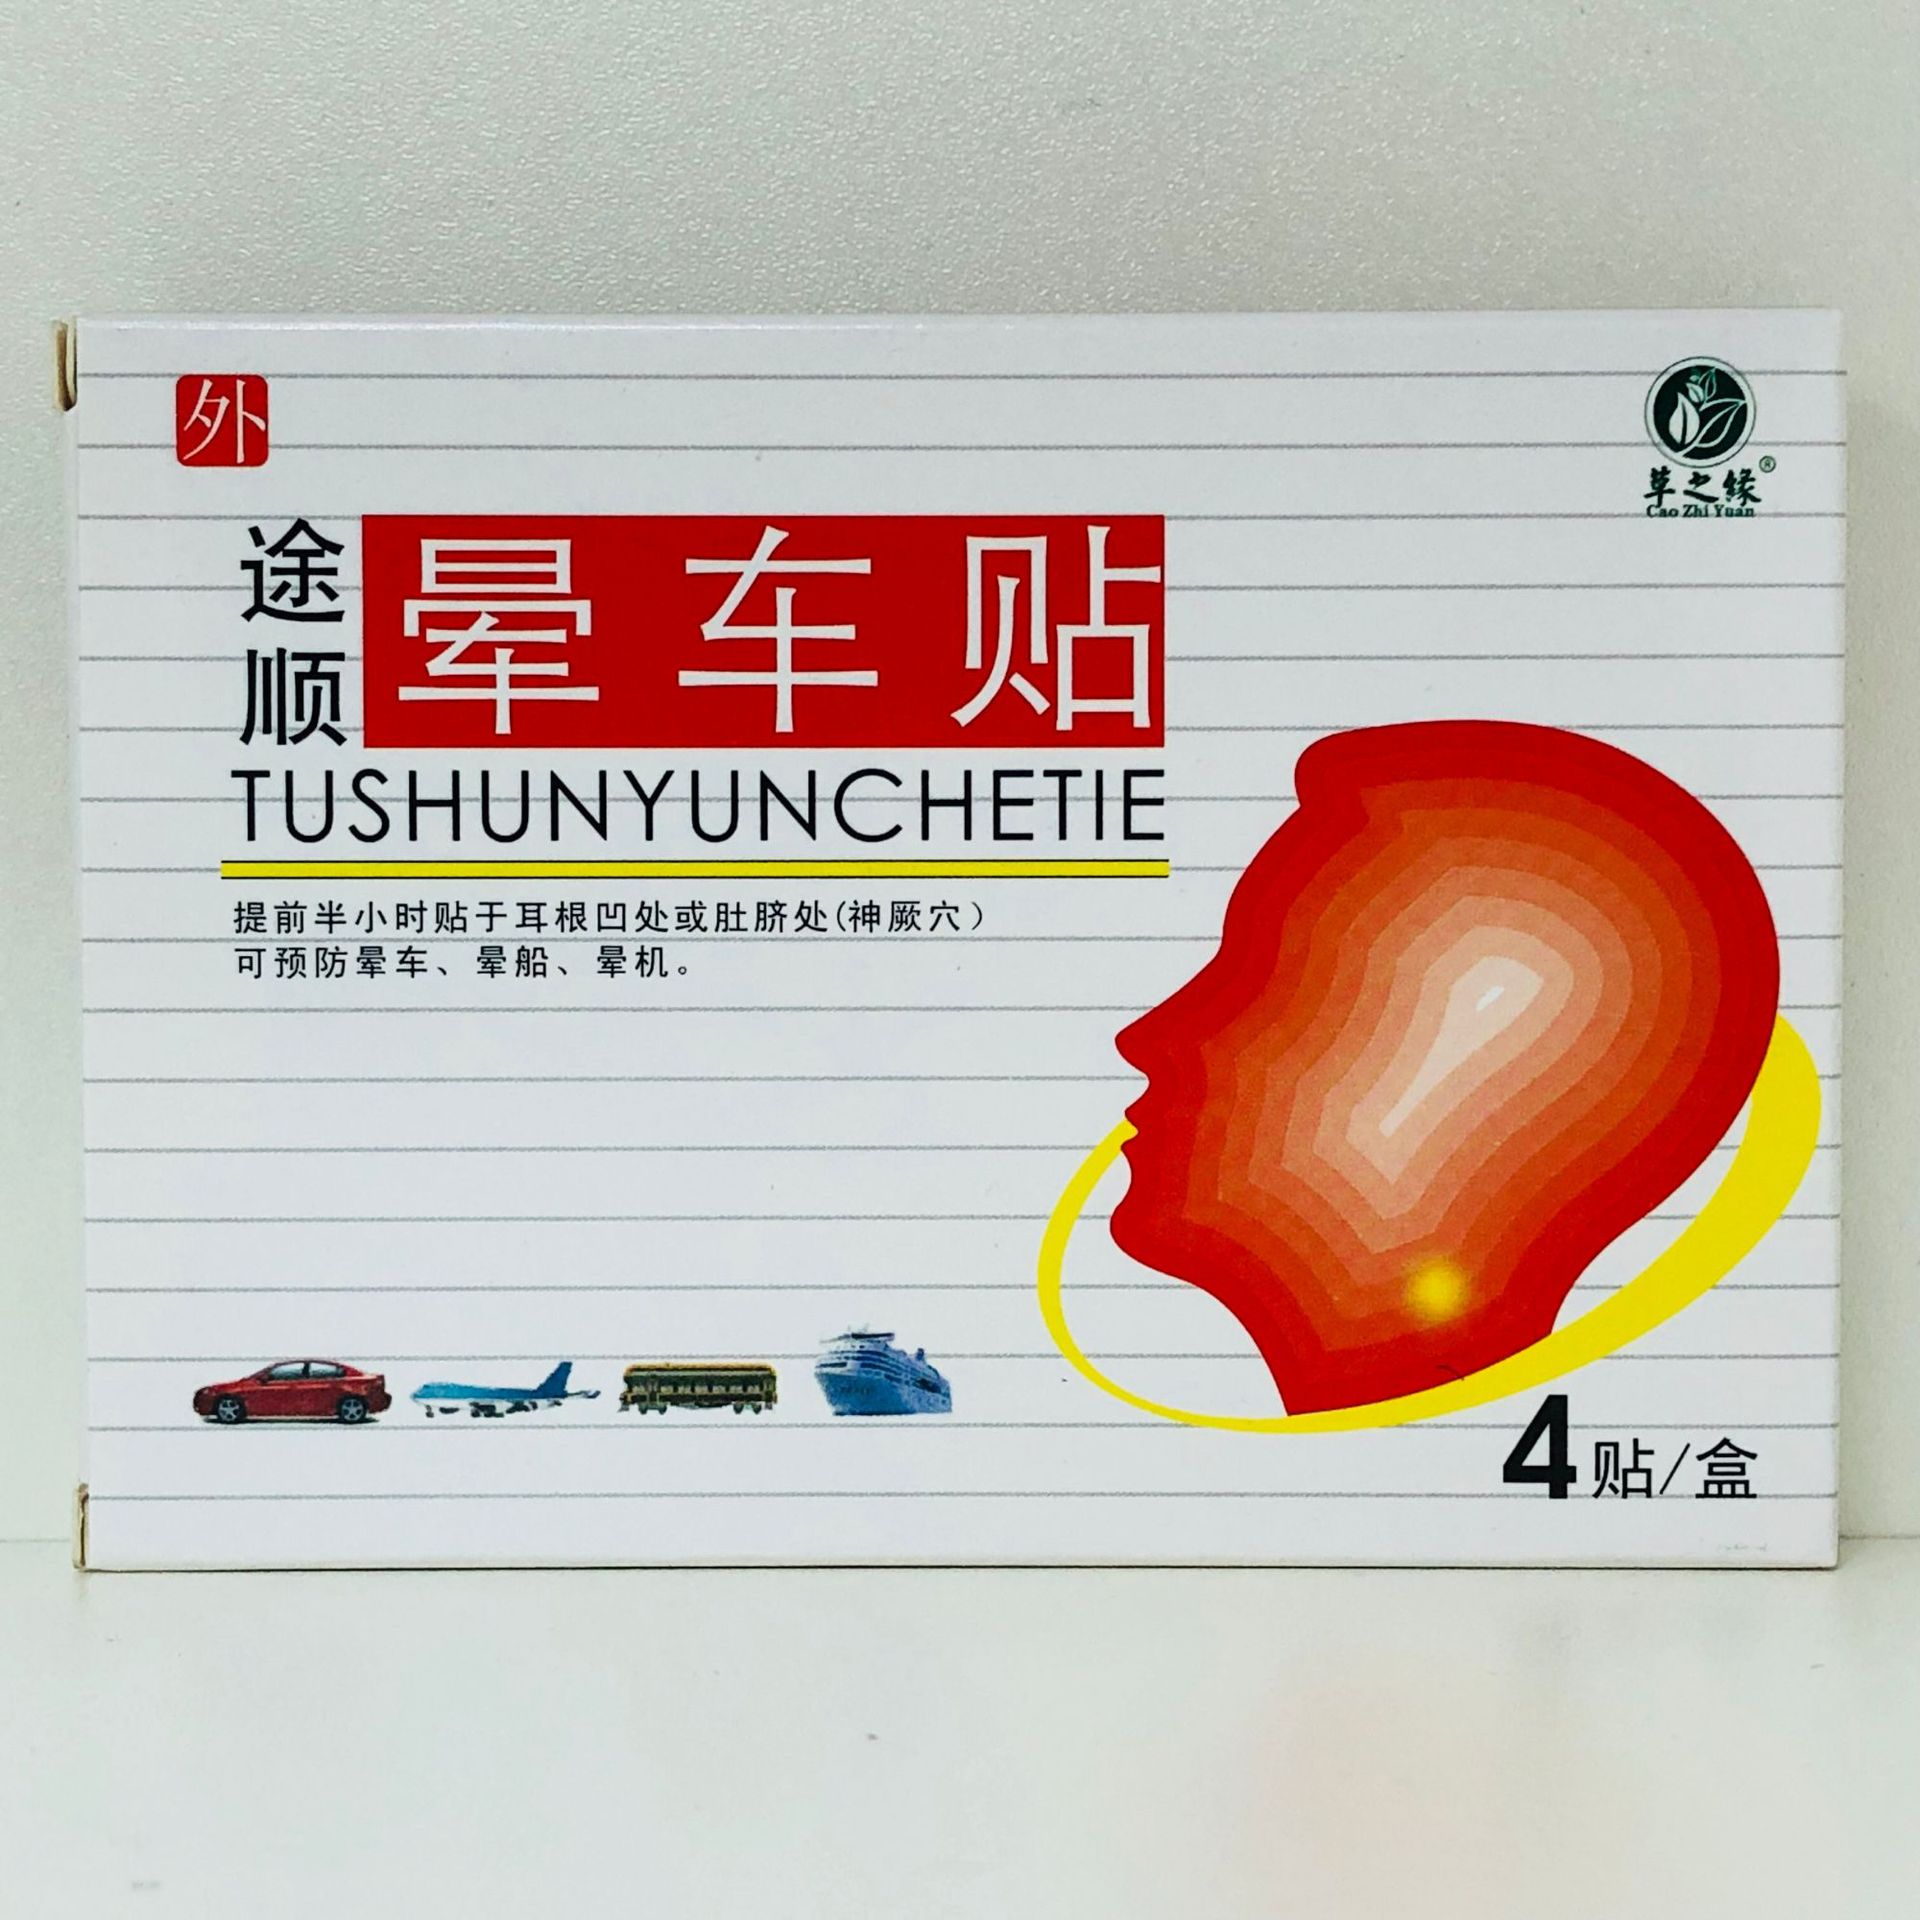 外
草之缘®
Cao Zhi Yuan
途顺
晕车贴
TUSHUNYUNCHETIE
提前半小时贴于耳根凹处或肚脐处(神厥穴）
可预防晕车、晕船、晕机。
4贴/盒